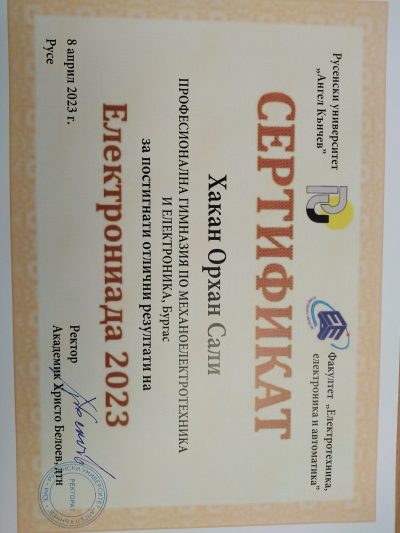 Русенски университет
„Ангел Кънчев"
Факултет „Електротехника,
електроника и автоматика"
СЕРТИФИКАТ
Хакан Орхан Сали
ПРОФЕСИОНАЛНА ГИМНАЗИЯ ПО МЕХАНОЕЛЕКТРОТЕХНИКА
И ЕЛЕКТРОНИКА, Бургас
за постигнати отлични резултати на
Електрониада 2023
8 април 2023 г.
Русе
Ректор
Академик Христо Белоев, дтн
РЕКТОРАТ